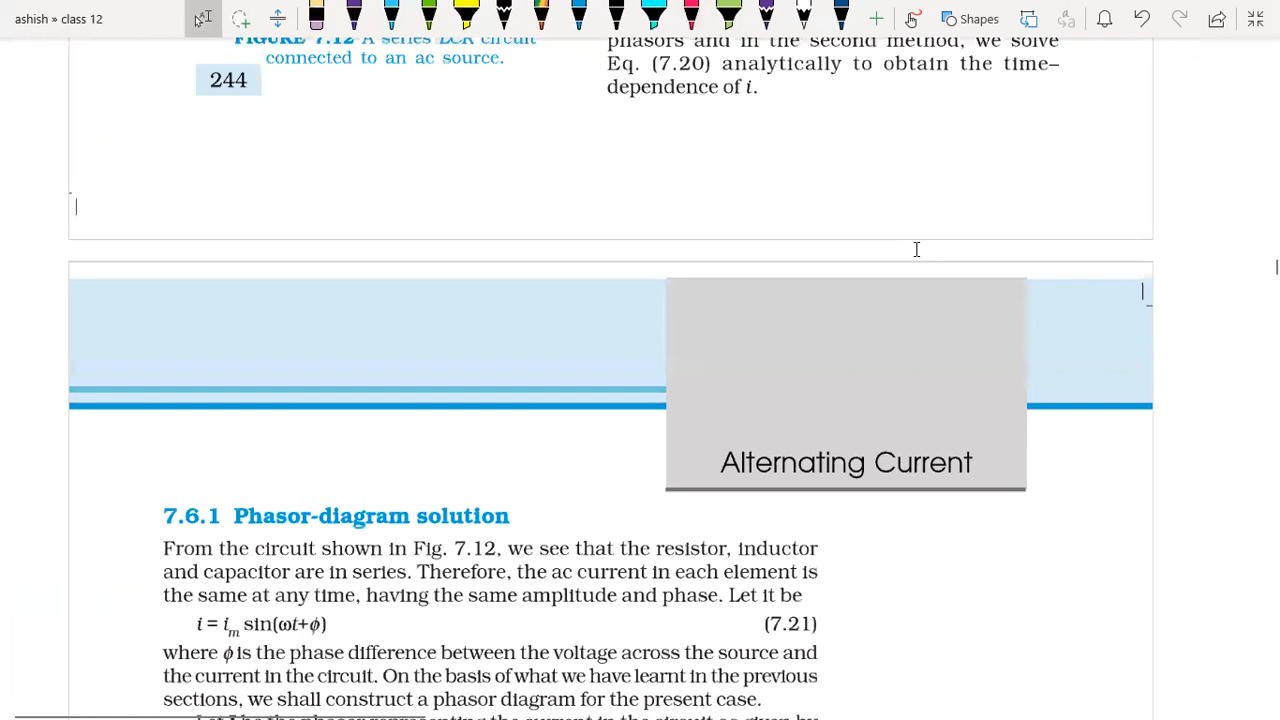 ashish » class 12
Shapes
FIGURE 7.12 A series LCR circuit
connected to an ac source.
244
phasors and in the second method, we solve
Eq. (7.20) analytically to obtain the time–
dependence of i.
Alternating Current
7.6.1 Phasor-diagram solution
From the circuit shown in Fig. 7.12, we see that the resistor, inductor
and capacitor are in series. Therefore, the ac current in each element is
the same at any time, having the same amplitude and phase. Let it be
i = im sin(ωt+ϕ) (7.21)
where ϕ is the phase difference between the voltage across the source and
the current in the circuit. On the basis of what we have learnt in the previous
sections, we shall construct a phasor diagram for the present case.